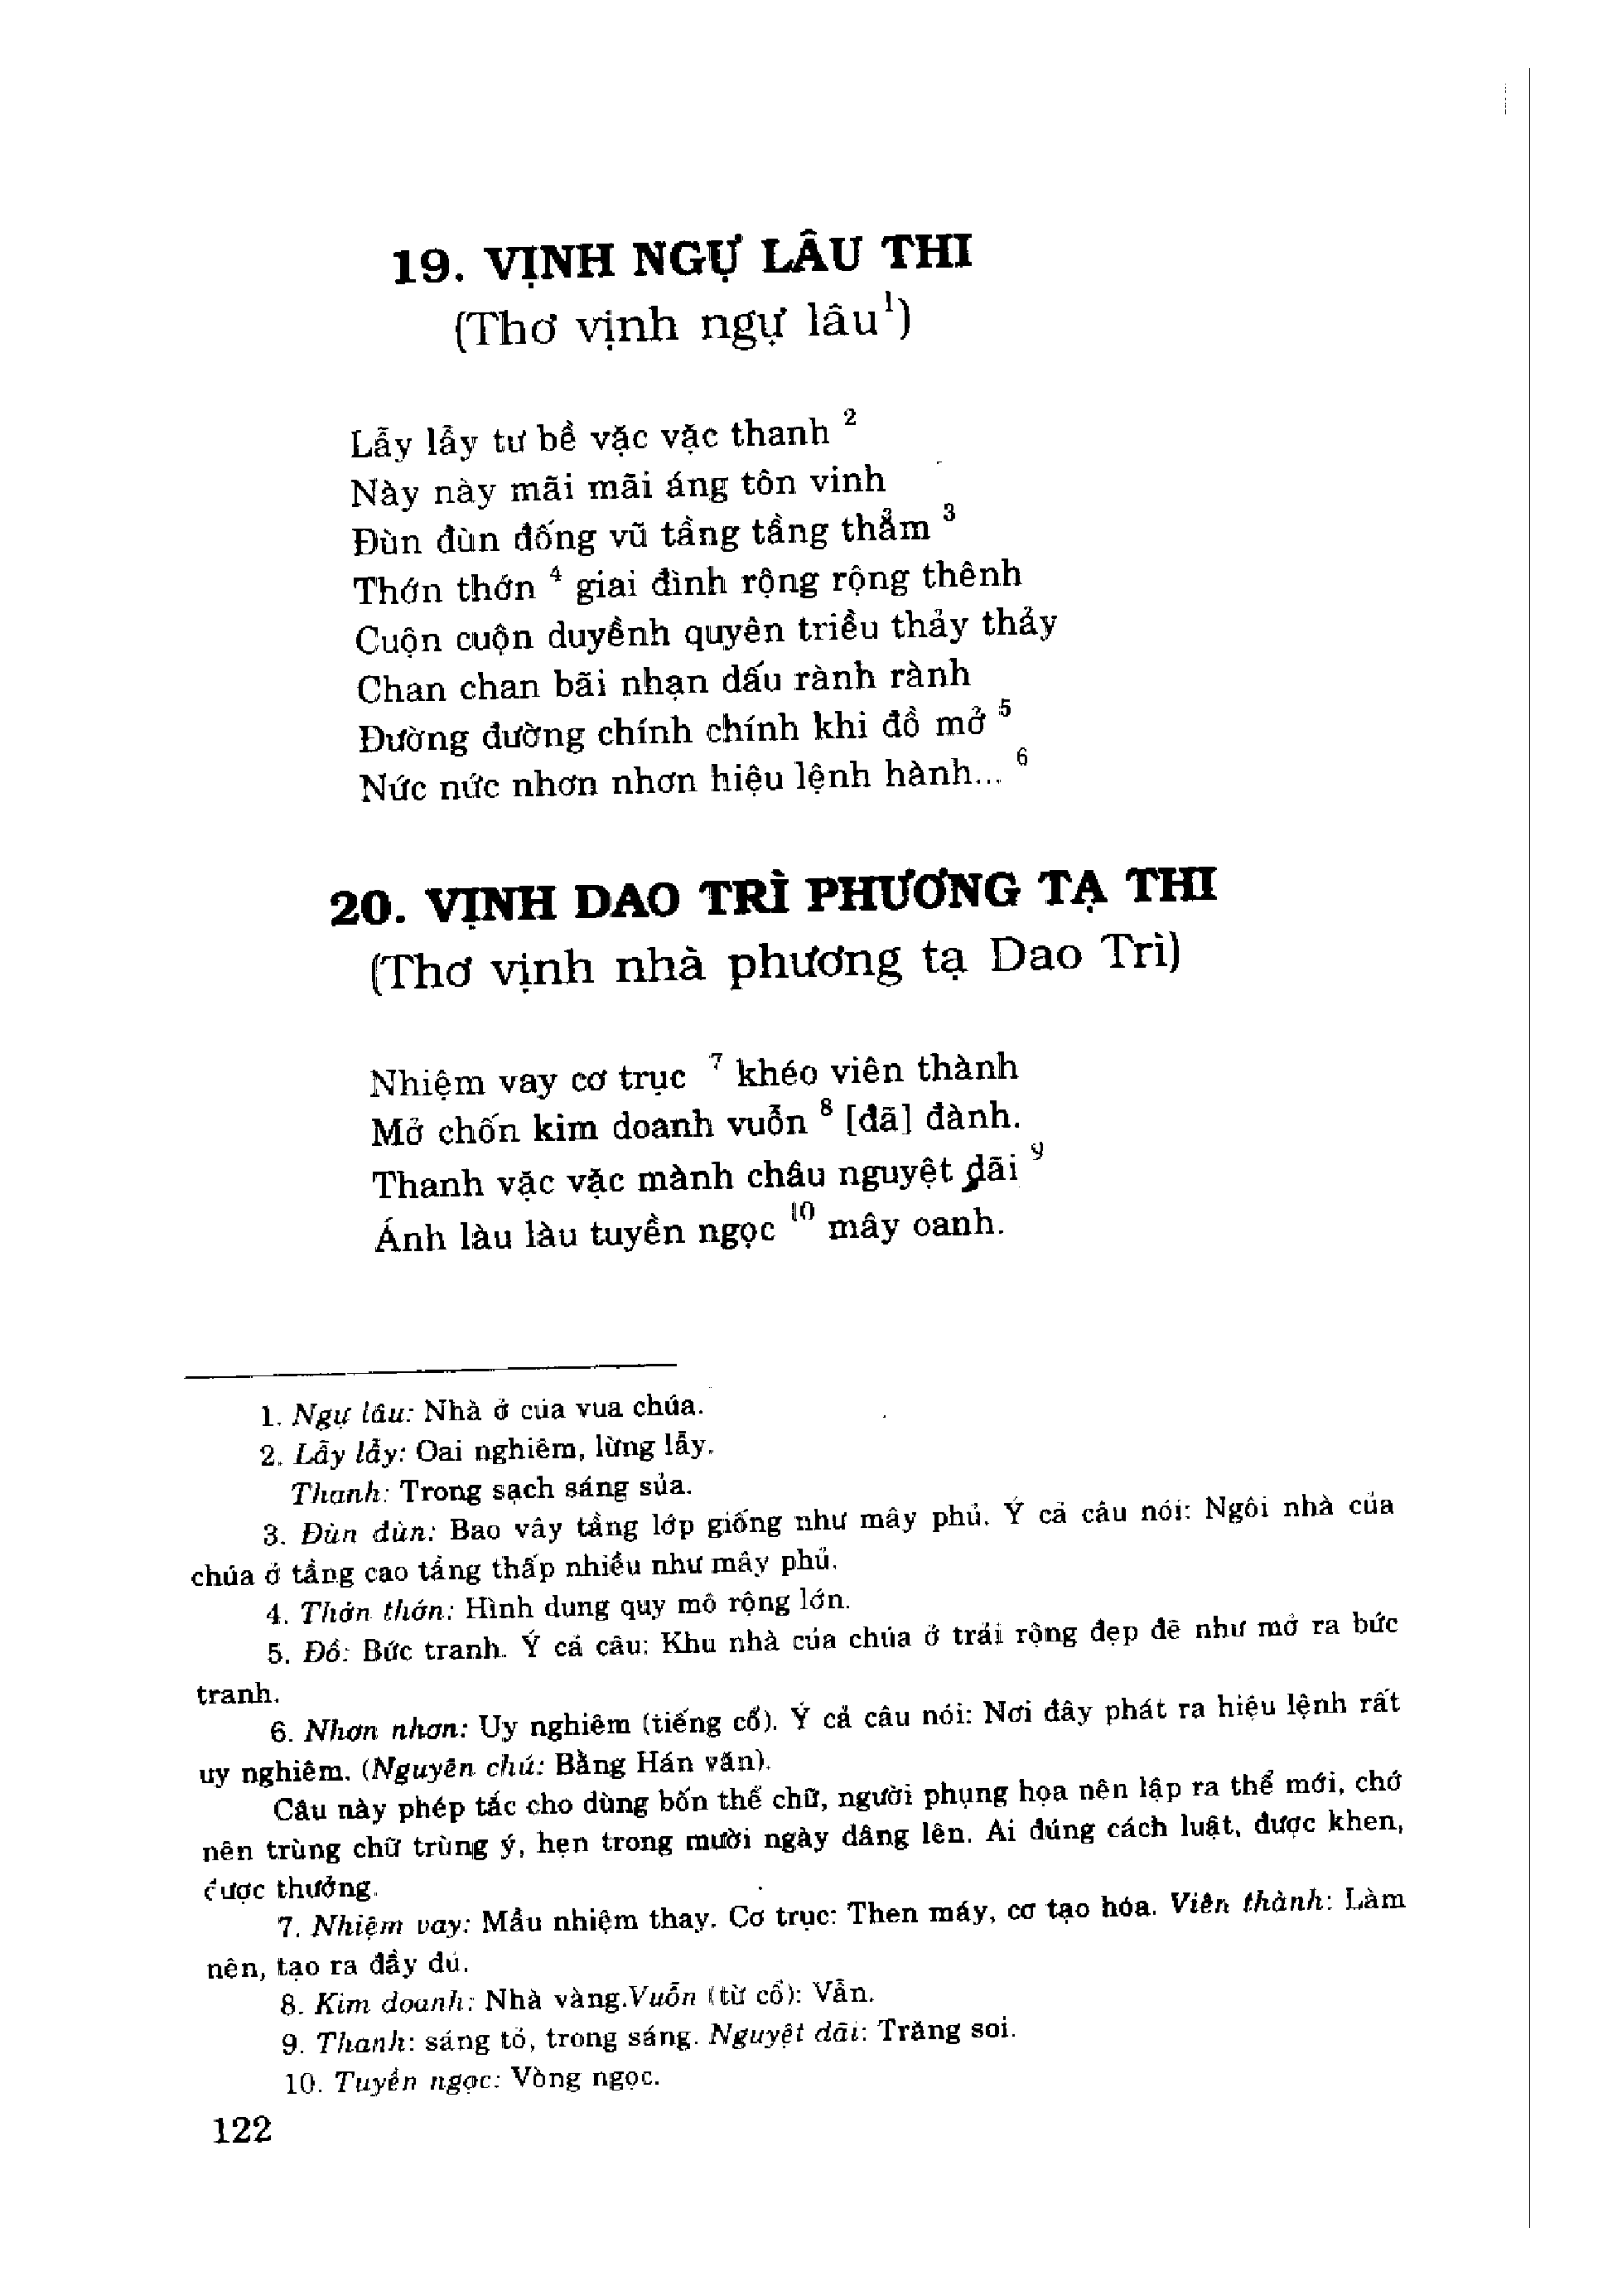 19. VỊNH NGỰ LÂU THI
(Thơ vịnh ngự lâu¹)
Lẫy lẫy tư bề vặc vặc thanh ²
Này này mãi mãi áng tôn vinh
Đùn đùn đống vũ tầng tầng thẳm ³
Thớn thớn ⁴ giai đình rộng rộng thênh
Cuộn cuộn duyềnh quyên triều thảy thảy
Chan chan bãi nhạn dấu rành rành
Đường đường chính chính khi đồ mở ⁵
Nức nức nhơn nhơn hiệu lệnh hành... ⁶
20. VỊNH DAO TRÌ PHƯƠNG TẠ THI
(Thơ vịnh nhà phương tạ Dao Trì)
Nhiệm vay cơ trục ⁷ khéo viên thành
Mở chốn kim doanh vuỗn ⁸ [đã] đành.
Thanh vặc vặc mành châu nguyệt dãi ⁹
Ánh làu làu tuyền ngọc ¹⁰ mây oanh.
1. Ngự lâu: Nhà ở của vua chúa.
2. Lẫy lẫy: Oai nghiêm, lừng lẫy.
Thanh: Trong sạch sáng sủa.
3. Đùn đùn: Bao vây tầng lớp giống như mây phủ. Ý cả câu nói: Ngôi nhà của
chúa ở tầng cao tầng thấp nhiều như mây phủ.
4. Thớn thớn: Hình dung quy mô rộng lớn.
5. Đồ: Bức tranh. Ý cả câu: Khu nhà của chúa ở trải rộng đẹp đẽ như mở ra bức
tranh.
6. Nhơn nhơn: Uy nghiêm (tiếng cổ). Ý cả câu nói: Nơi đây phát ra hiệu lệnh rất
uy nghiêm. (Nguyên chú: Bằng Hán văn).
Câu này phép tắc cho dùng bốn thể chữ, người phụng họa nên lập ra thể mới, chớ
nên trùng chữ trùng ý, hẹn trong mười ngày dâng lên. Ai đúng cách luật, được khen,
được thưởng.
7. Nhiệm vay: Mầu nhiệm thay. Cơ trục: Then máy, cơ tạo hóa. Viên thành: Làm
nên, tạo ra đầy đủ.
8. Kim doanh: Nhà vàng.Vuỗn (từ cổ): Vẫn.
9. Thanh: sáng tỏ, trong sáng. Nguyệt dãi: Trăng soi.
10. Tuyền ngọc: Vòng ngọc.
122